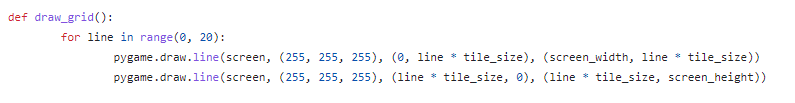 def draw_grid():
        for line in range(0, 20):
                pygame.draw.line(screen, (255, 255, 255), (0, line * tile_size), (screen_width, line * tile_size))
                pygame.draw.line(screen, (255, 255, 255), (line * tile_size, 0), (line * tile_size, screen_height))